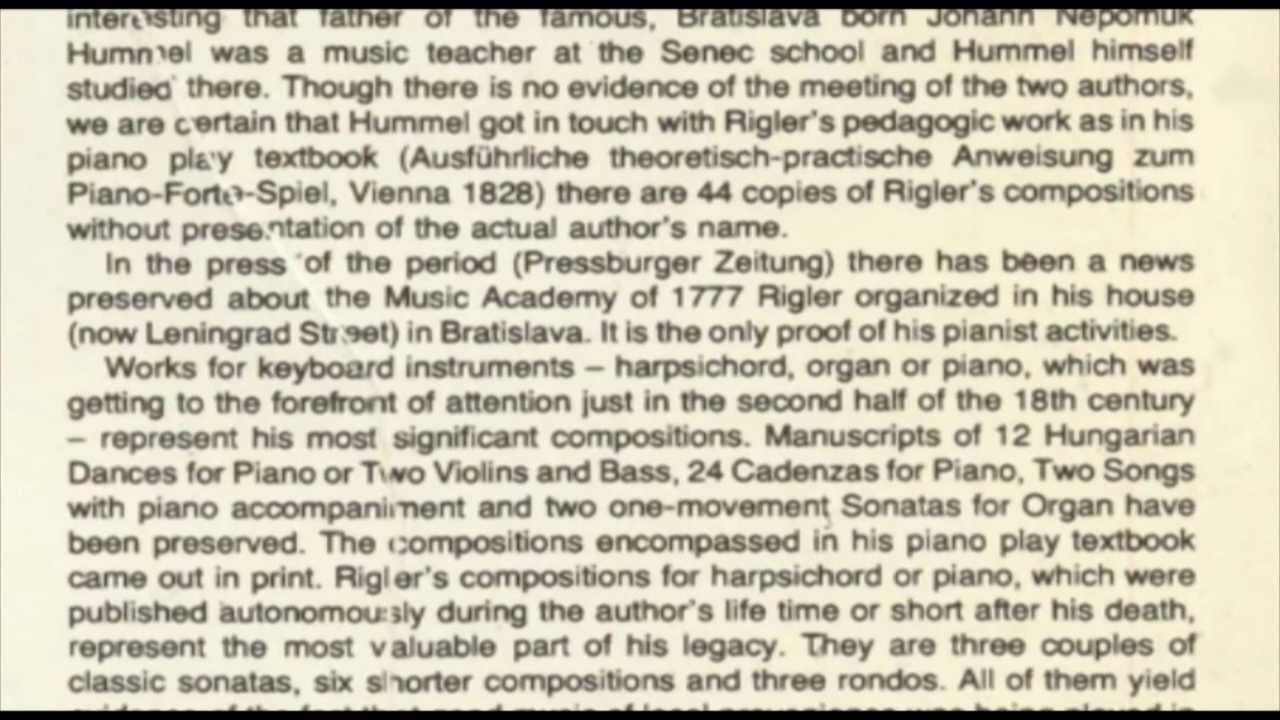 interesting that father of the famous, Bratislava born Johann Nepomuk
Hummel was a music teacher at the Senec school and Hummel himself
studied there. Though there is no evidence of the meeting of the two authors,
we are certain that Hummel got in touch with Rigler's pedagogic work as in his
piano play textbook (Ausführliche theoretisch-practische Anweisung zum
Piano-Forte-Spiel, Vienna 1828) there are 44 copies of Rigler's compositions
without presentation of the actual author's name.
In the press of the period (Pressburger Zeitung) there has been a news
preserved about the Music Academy of 1777 Rigler organized in his house
(now Leningrad Street) in Bratislava. It is the only proof of his pianist activities.
Works for keyboard instruments – harpsichord, organ or piano, which was
getting to the forefront of attention just in the second half of the 18th century
– represent his most significant compositions. Manuscripts of 12 Hungarian
Dances for Piano or Two Violins and Bass, 24 Cadenzas for Piano, Two Songs
with piano accompaniment and two one-movement Sonatas for Organ have
been preserved. The compositions encompassed in his piano play textbook
came out in print. Rigler's compositions for harpsichord or piano, which were
published autonomously during the author's life time or short after his death,
represent the most valuable part of his legacy. They are three couples of
classic sonatas, six shorter compositions and three rondos. All of them yield